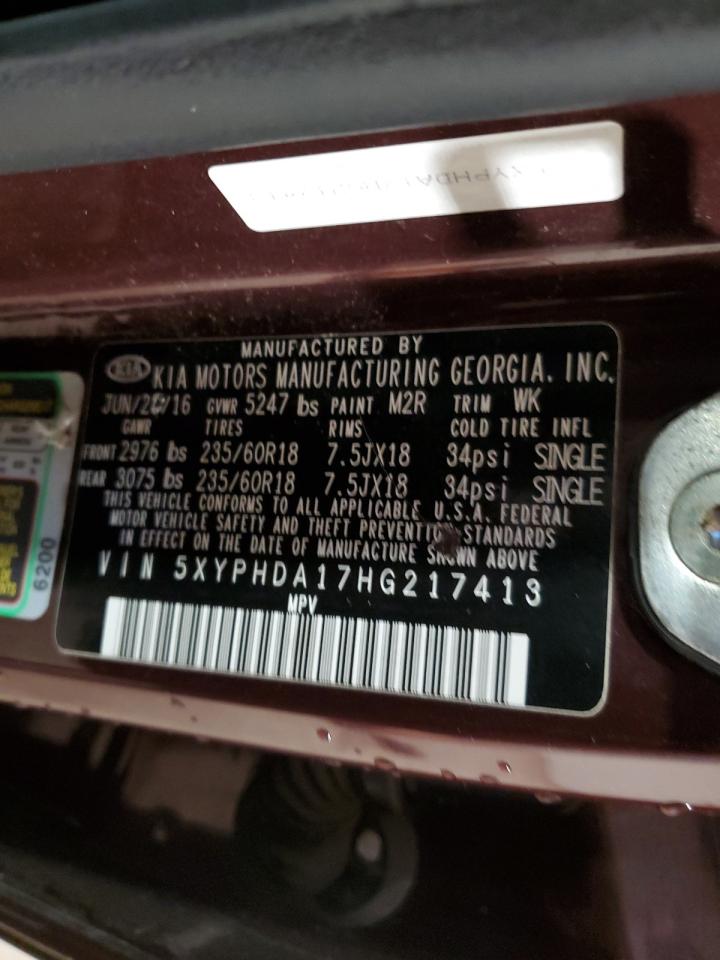 MANUFACTURED BY
KIA KIA MOTORS MANUFACTURING GEORGIA. INC.
GVWR 5247 lbs PAINT M2R TRIM WK
GAWR TIRES RIMS COLD TIRE INFL
FRONT 2976 lbs 235/60R18 7.5JX18 34psi SINGLE
REAR 3075 lbs 235/60R18 7.5JX18 34psi SINGLE
THIS VEHICLE CONFORMS TO ALL APPLICABLE U.S.A. FEDERAL
MOTOR VEHICLE SAFETY AND THEFT PREVENTION STANDARDS
IN EFFECT ON THE DATE OF MANUFACTURE SHOWN ABOVE
VIN 5XYPHDA17HG217413
MPV
6200